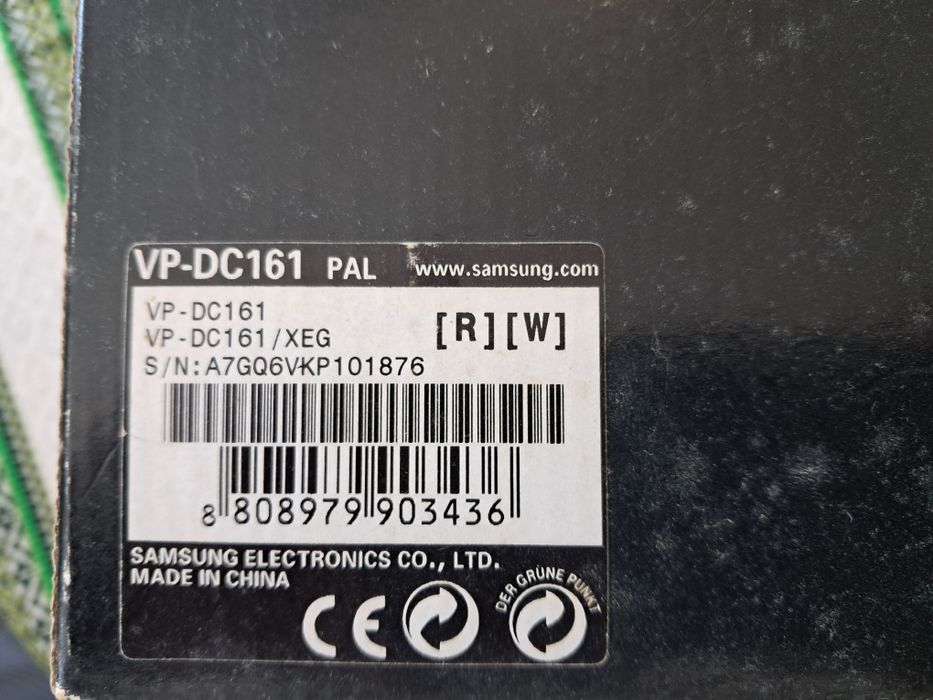 VP-DC161 PAL www.samsung.com
VP-DC161
VP-DC161/XEG
[R][W]
S/N:A7GQ6VKP101876
8 808979 903436
SAMSUNG ELECTRONICS CO., LTD.
MADE IN CHINA
CE
DER GRÜNE PUNKT